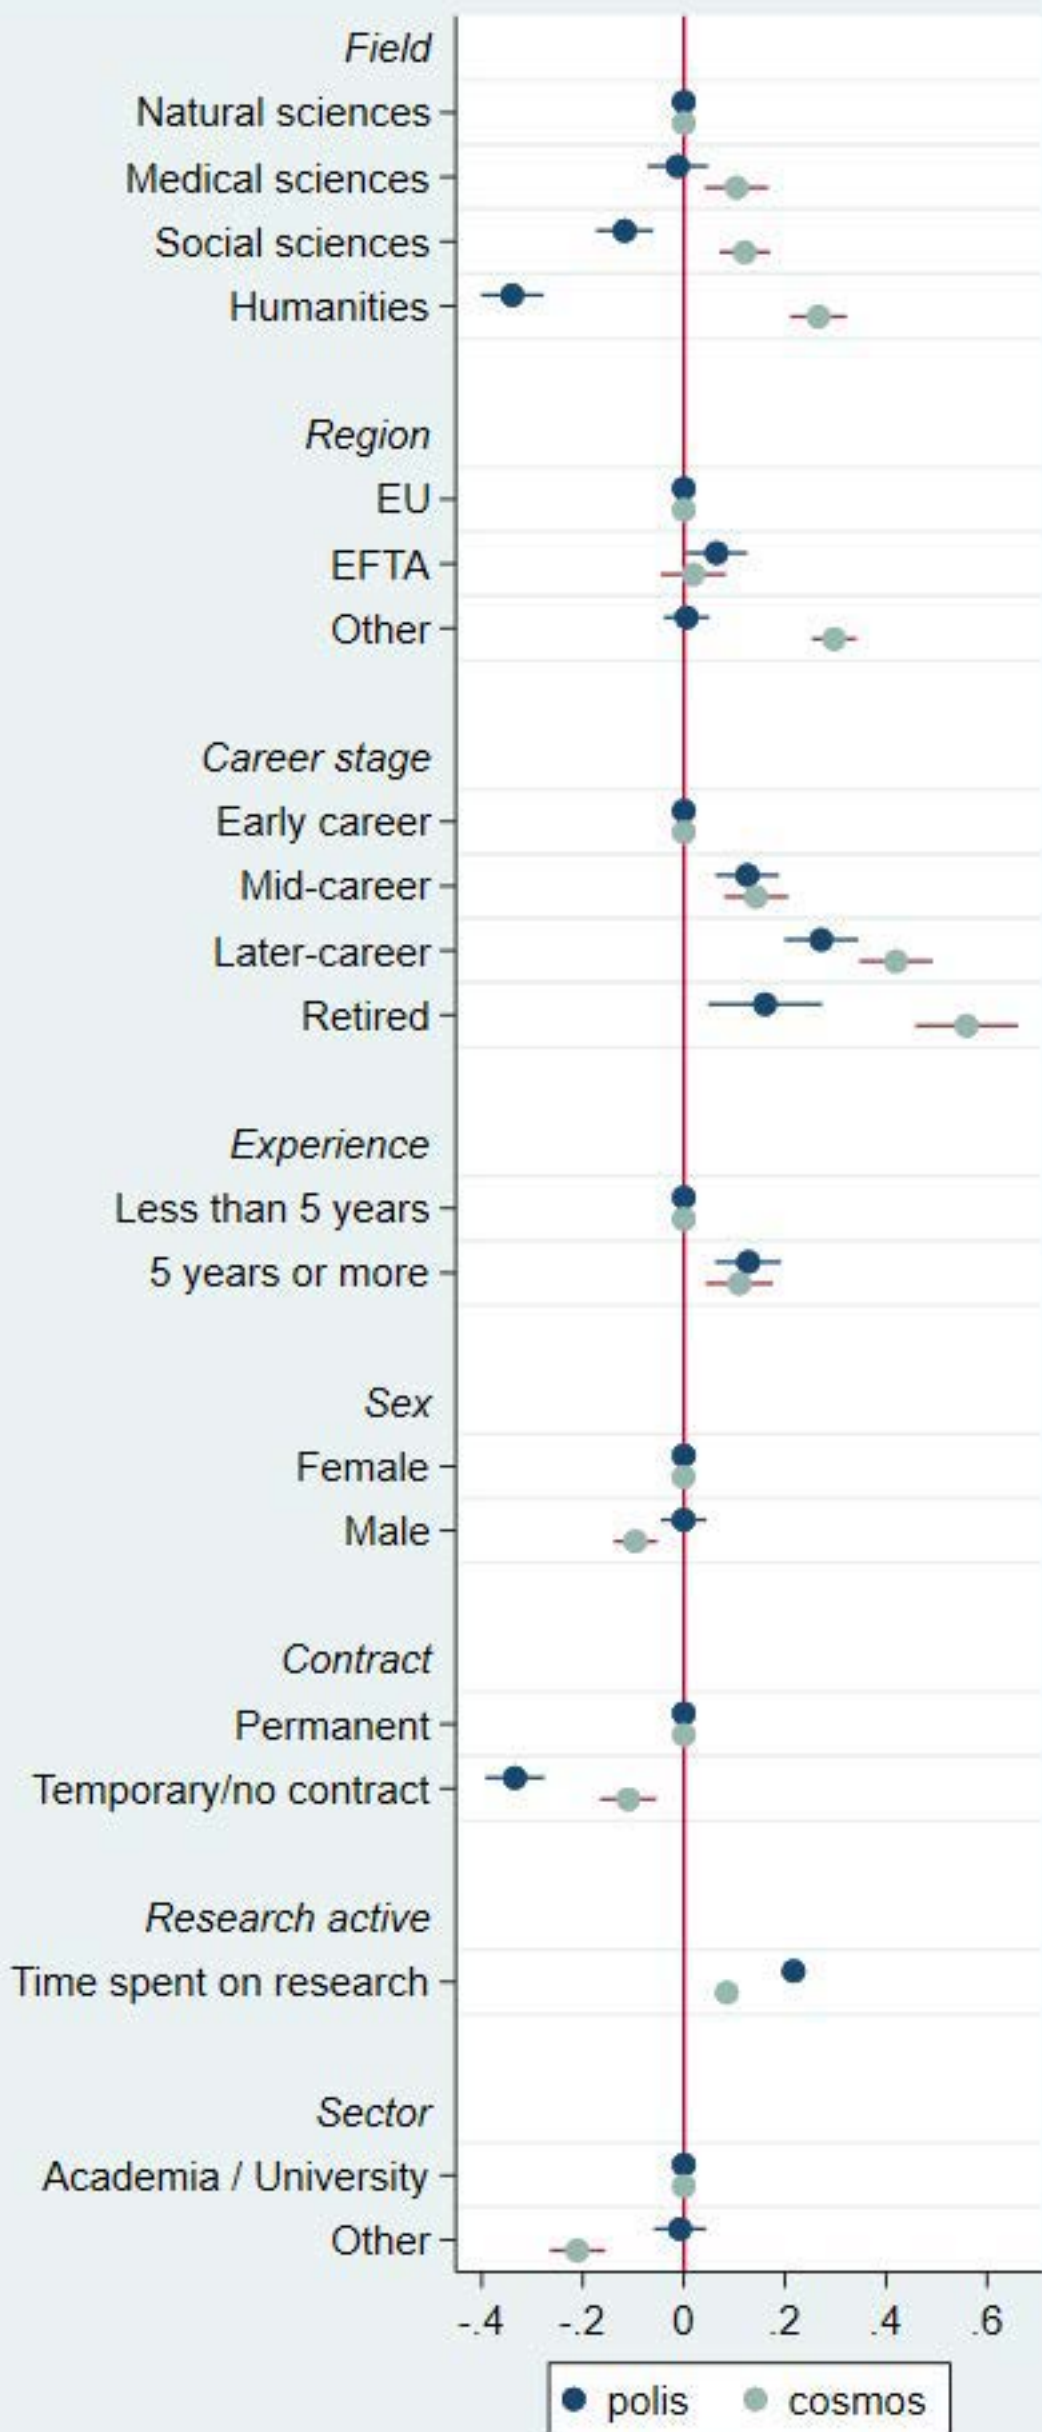 Field
Natural sciences
Medical sciences
Social sciences
Humanities
Region
EU
EFTA
Other
Career stage
Early career
Mid-career
Later-career
Retired
Experience
Less than 5 years
5 years or more
Sex
Female
Male
Contract
Permanent
Temporary/no contract
Research active
Time spent on research
Sector
Academia / University
Other
-.4 -.2 0 .2 .4 .6
polis cosmos